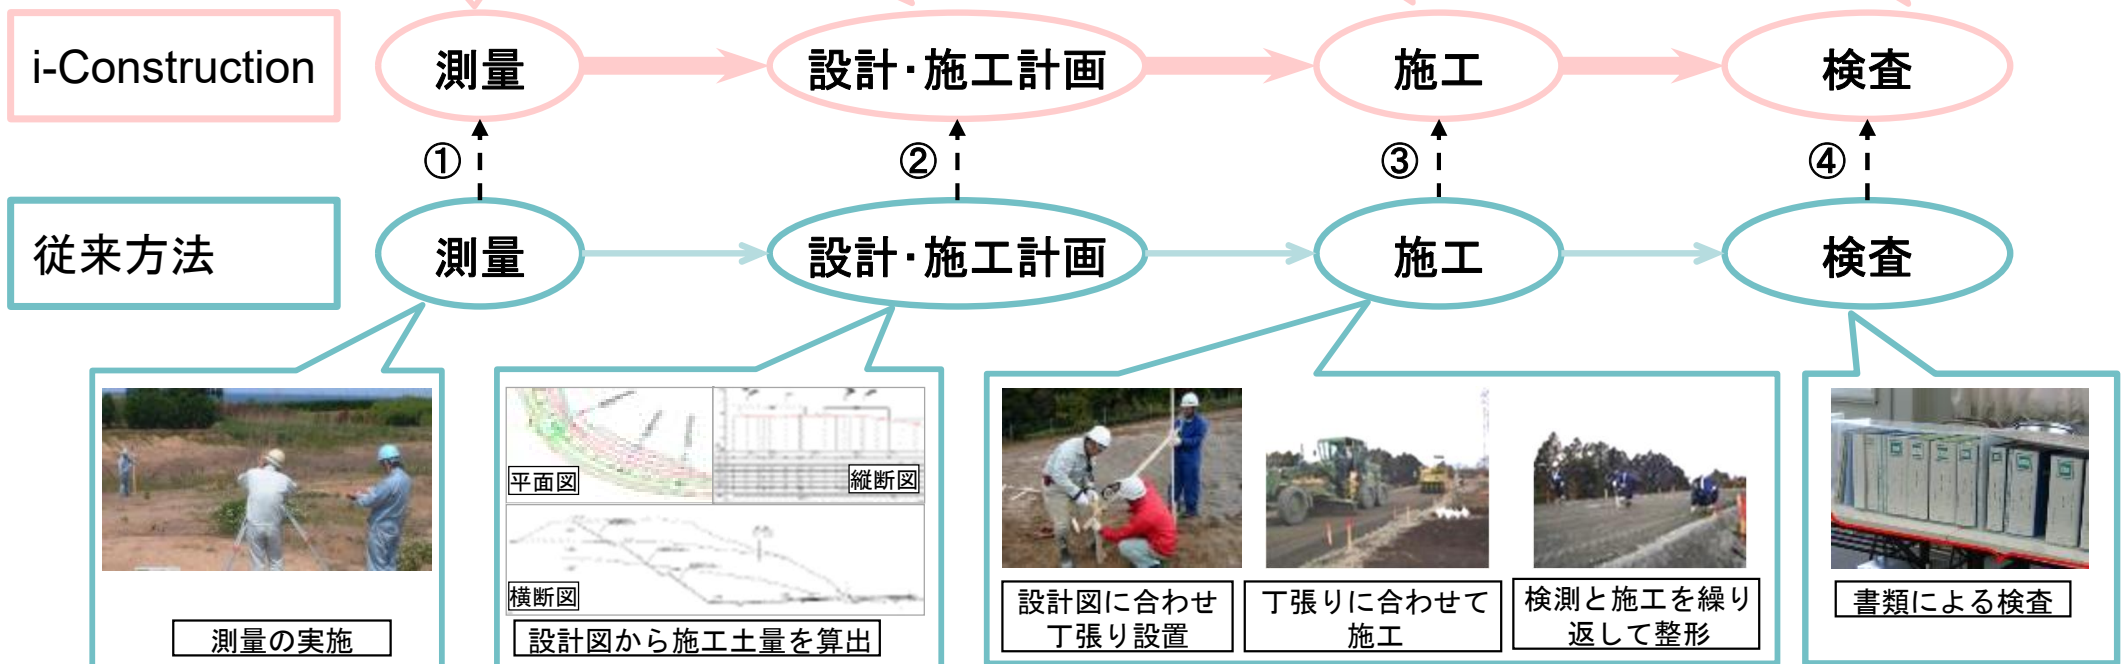 i-Construction
測量
設計・施工計画
施工
検査
①
②
③
④
従来方法
測量
設計・施工計画
施工
検査
平面図
縦断図
横断図
測量の実施
設計図から施工土量を算出
設計図に合わせ
丁張り設置
丁張りに合わせて
施工
検測と施工を繰り
返して整形
書類による検査